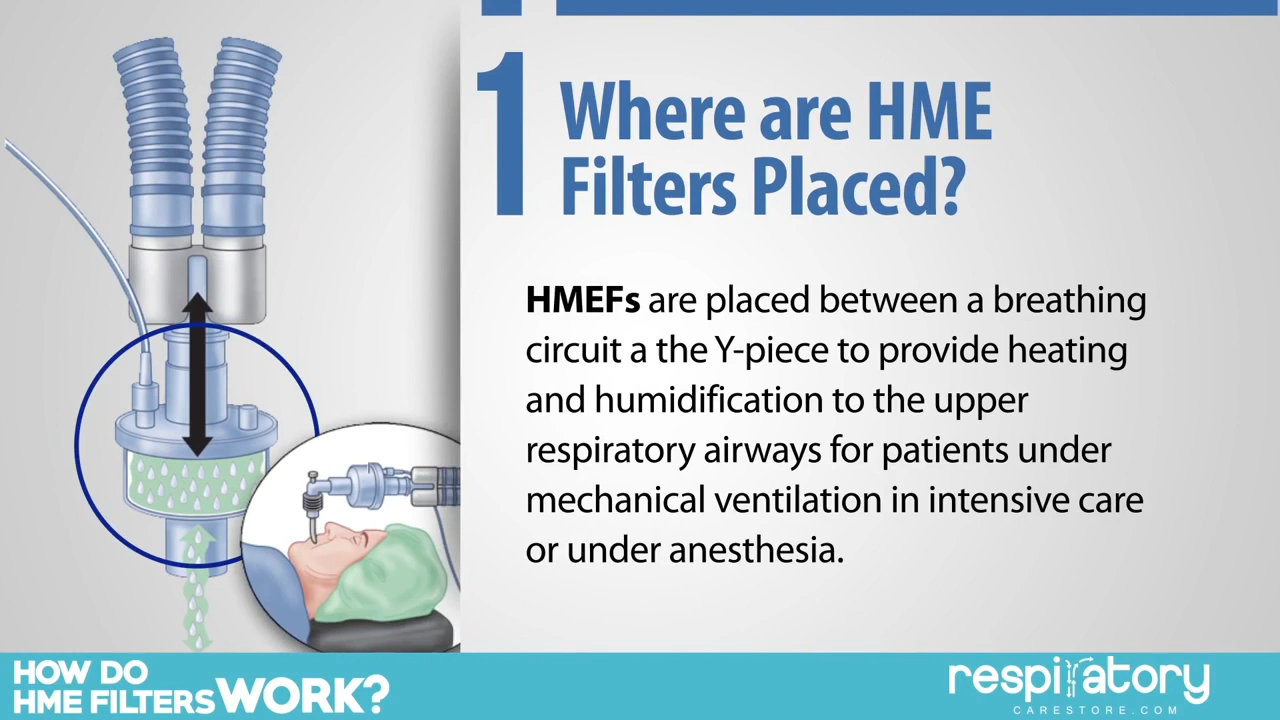 1
Where are HME
Filters Placed?
HMEFs are placed between a breathing
circuit a the Y-piece to provide heating
and humidification to the upper
respiratory airways for patients under
mechanical ventilation in intensive care
or under anesthesia.
HOW DO
HME FILTERS WORK?
respiratory
CARESTORE.COM